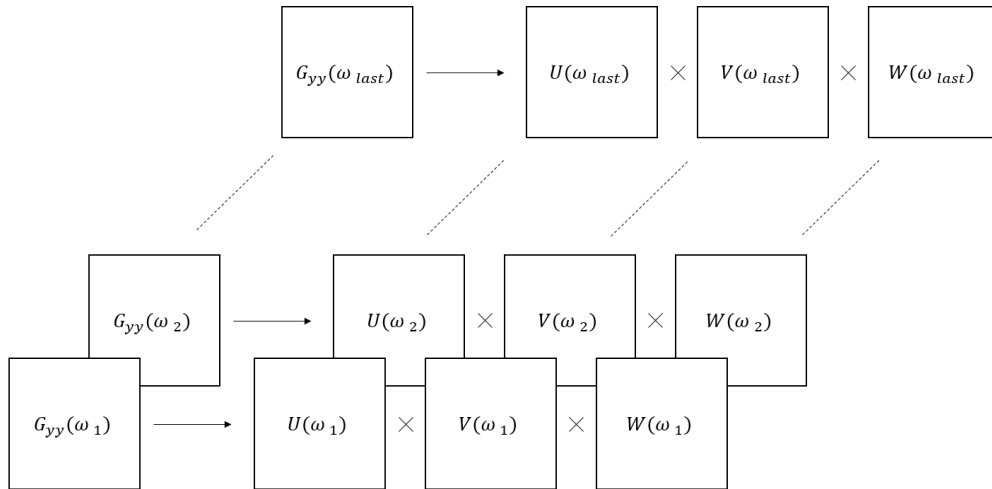 G_yy(ω_last) → U(ω_last) × V(ω_last) × W(ω_last)
G_yy(ω_2) → U(ω_2) × V(ω_2) × W(ω_2)
G_yy(ω_1) → U(ω_1) × V(ω_1) × W(ω_1)